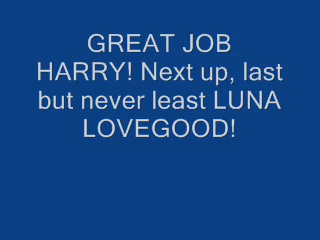 GREAT JOB
HARRY! Next up, last
but never least LUNA
LOVEGOOD!